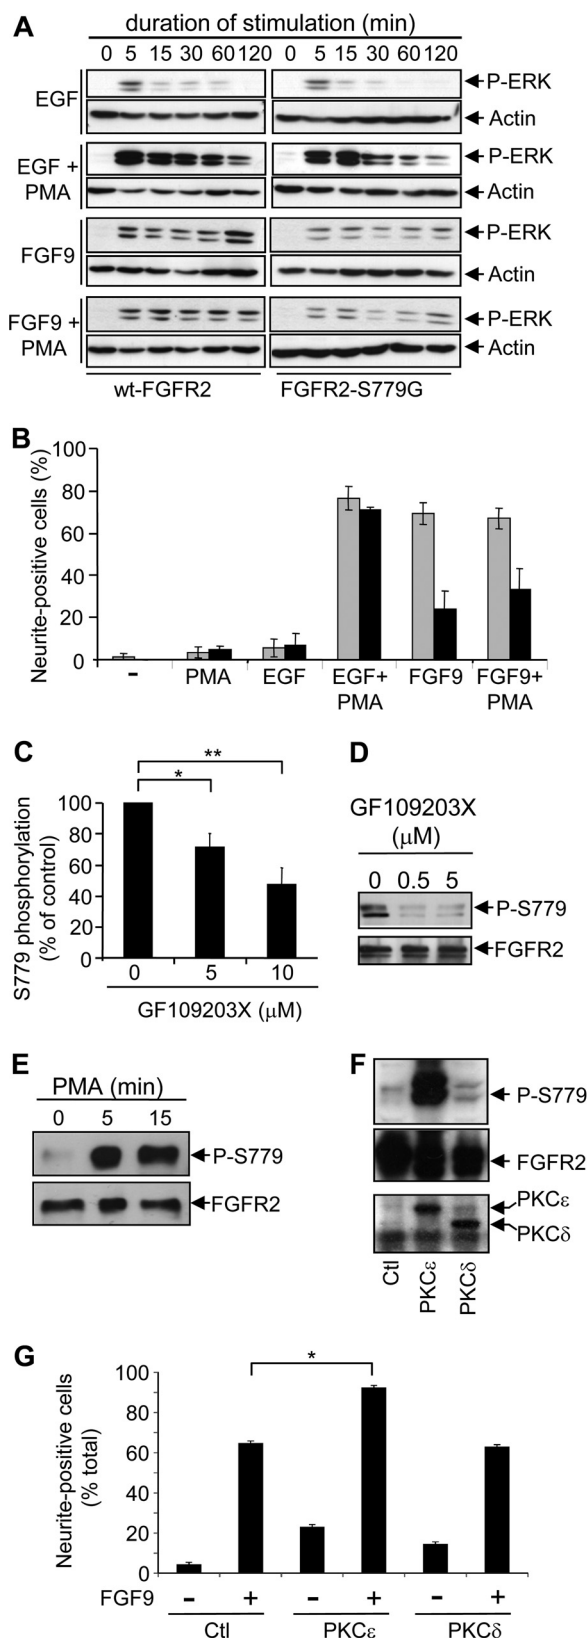 A
duration of stimulation (min)
0 5 15 30 60 120 0 5 15 30 60 120
EGF
P-ERK
Actin
EGF +
PMA
P-ERK
Actin
FGF9
P-ERK
Actin
FGF9 +
PMA
P-ERK
Actin
wt-FGFR2 FGFR2-S779G
B
Neurite-positive cells (%)
100
80
60
40
20
0
- PMA EGF EGF+ FGF9 FGF9+
PMA PMA
C
S779 phosphorylation
(% of control)
* **
100
80
60
40
20
0
0 5 10
GF109203X (μM)
D
GF109203X
(μM)
0 0.5 5
P-S779
FGFR2
E
PMA (min)
0 5 15
P-S779
FGFR2
F
P-S779
FGFR2
PKCε
PKCδ
Ctl PKCε PKCδ
G
Neurite-positive cells
(% total)
*
100
80
60
40
20
0
FGF9 - + - + - +
Ctl PKCε PKCδ